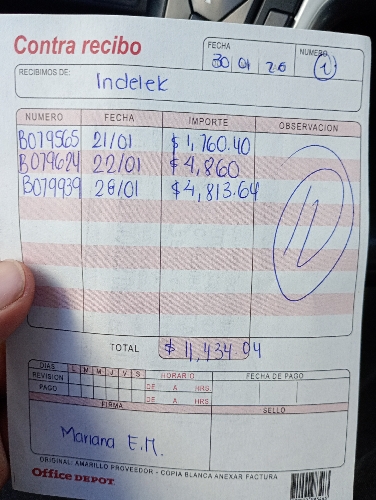 Contra recibo
FECHA
30 01 26
NUMERO
1
RECIBIMOS DE:
Indelek
NUMERO FECHA IMPORTE OBSERVACION
B079565 21/01 $1,760.40
B079624 22/01 $4,860
B079939 28/01 $4,813.64
TOTAL $11,434.04
DIAS L M M J V S HORARIO FECHA DE PAGO
REVISION DE A HRS.
PAGO DE A HRS.
FIRMA SELLO
Mariana E.M.
ORIGINAL: AMARILLO PROVEEDOR - COPIA BLANCA ANEXAR FACTURA
Office DEPOT